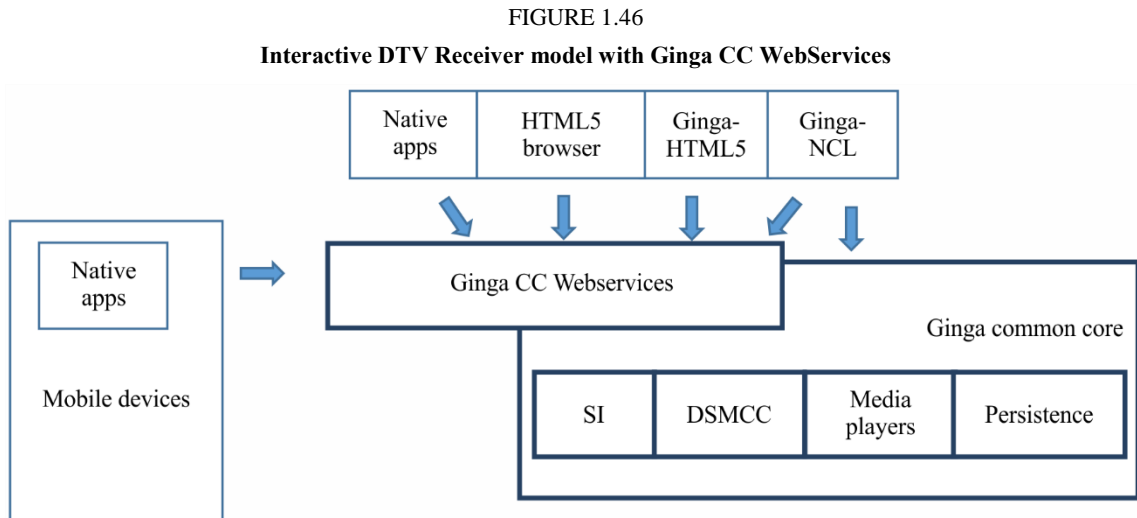 FIGURE 1.46
Interactive DTV Receiver model with Ginga CC WebServices
Native
apps
HTML5
browser
Ginga-
HTML5
Ginga-
NCL
Native
apps
Mobile devices
Ginga CC Webservices
Ginga common core
SI
DSMCC
Media
players
Persistence